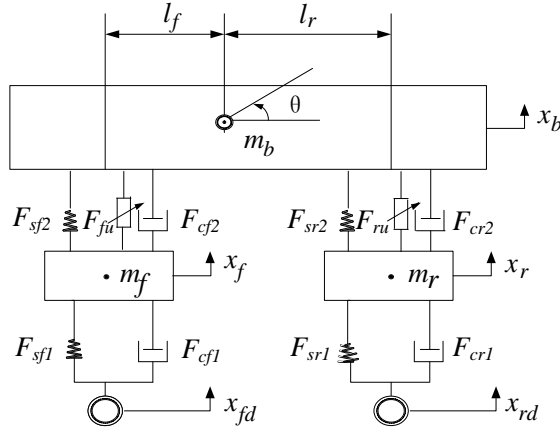 l_f l_r
θ
m_b
x_b
F_sf2 F_fu F_cf2 F_sr2 F_ru F_cr2
m_f x_f m_r x_r
F_sf1 F_cf1 F_sr1 F_cr1
x_fd x_rd